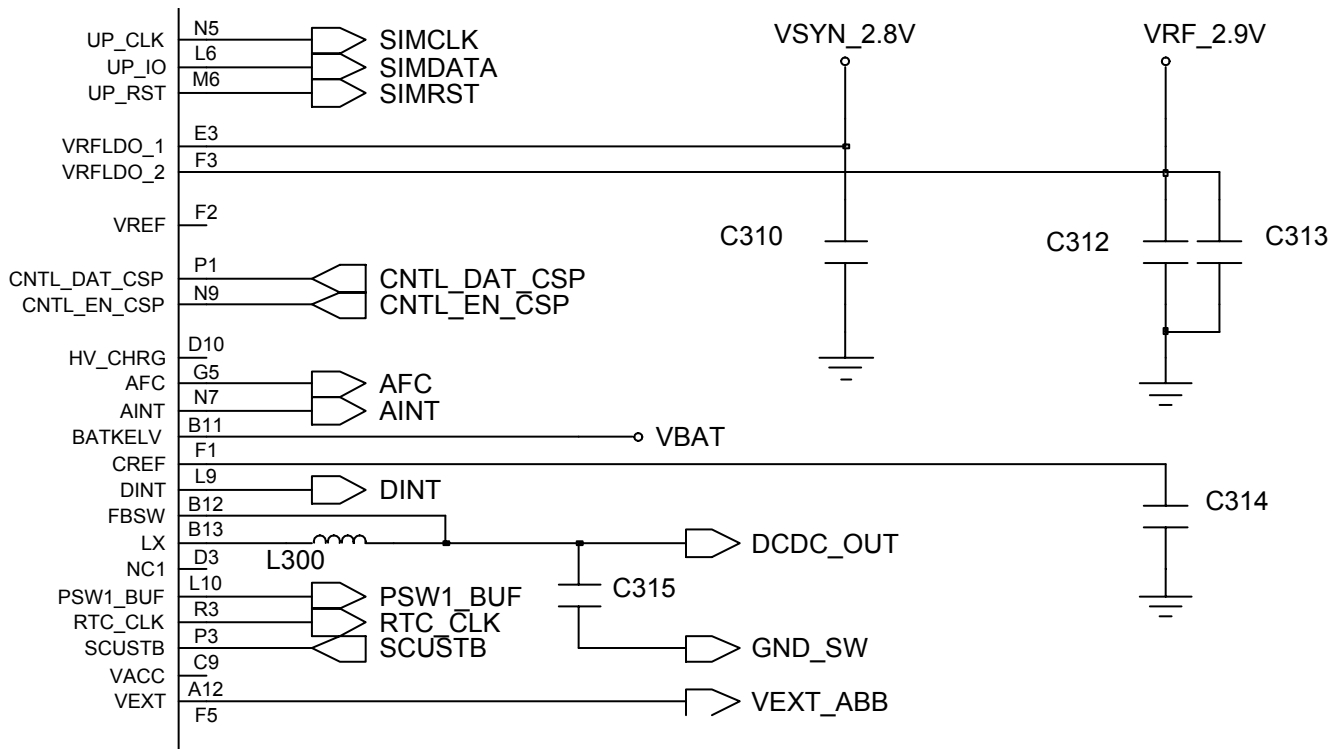 UP_CLK N5 SIMCLK
UP_IO L6 SIMDATA
UP_RST M6 SIMRST
VSYN_2.8V VRF_2.9V
VRFLDO_1 E3
VRFLDO_2 F3
VREF F2
C310 C312 C313
CNTL_DAT_CSP P1 CNTL_DAT_CSP
CNTL_EN_CSP N9 CNTL_EN_CSP
HV_CHRG D10
AFC G5 AFC
AINT N7 AINT
BATKELV B11 VBAT
CREF F1
DINT L9 DINT
C314
FBSW B12
LX B13 L300 DCDC_OUT
NC1 D3
C315
PSW1_BUF L10 PSW1_BUF
RTC_CLK R3 RTC_CLK
SCUSTB P3 SCUSTB GND_SW
VACC C9
VEXT A12 VEXT_ABB
F5